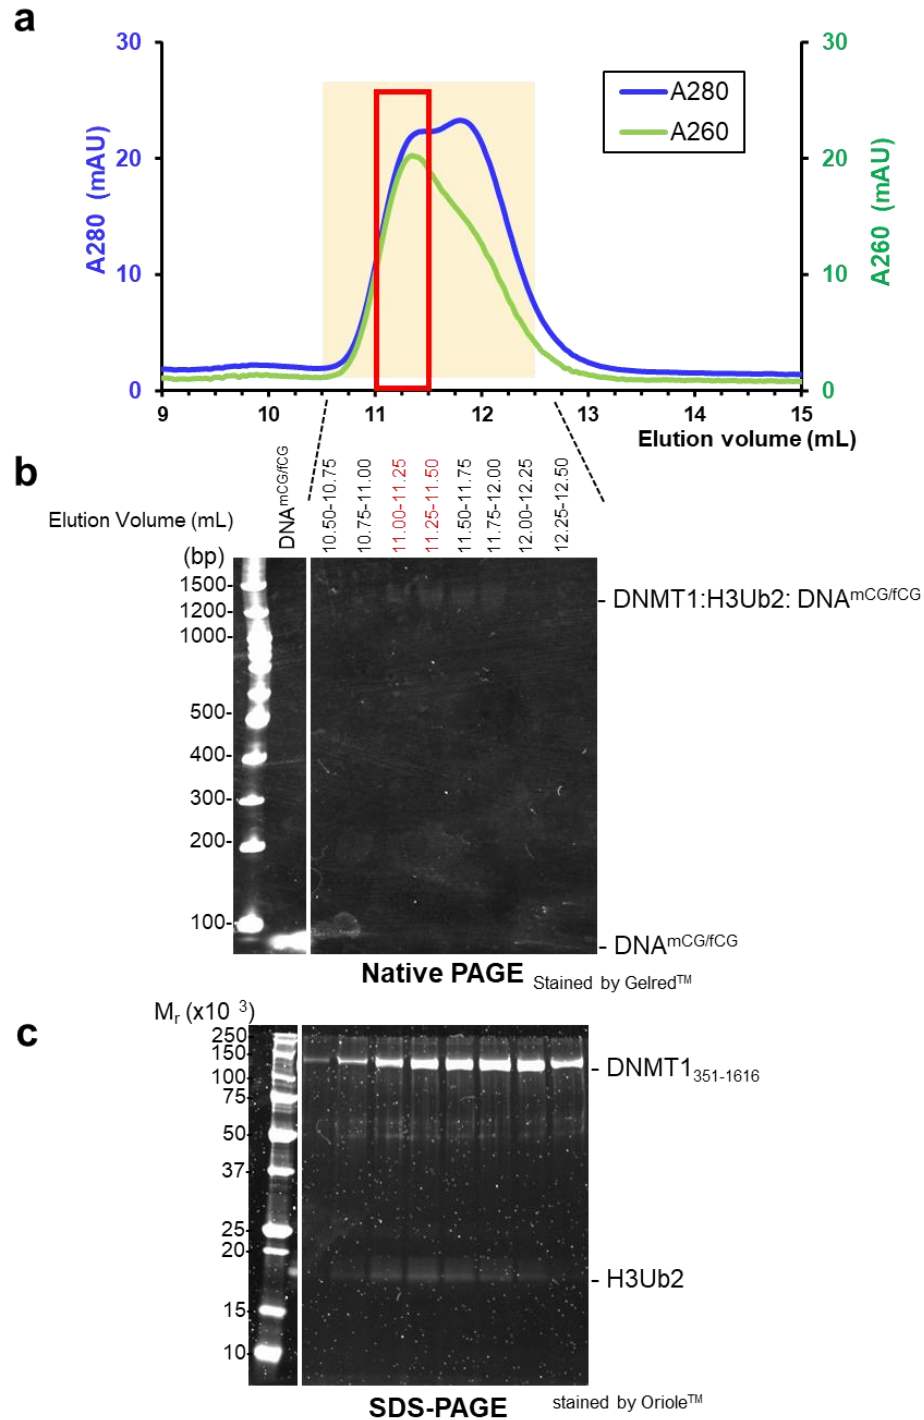 a
30
20
10
0
A280 (mAU)
A280
A260
30
20
10
0
A260 (mAU)
9 10 11 12 13 14 15
Elution volume (mL)
b
Elution Volume (mL)
DNAmCG/fCG
10.50-10.75
10.75-11.00
11.00-11.25
11.25-11.50
11.50-11.75
11.75-12.00
12.00-12.25
12.25-12.50
(bp)
1500-
1200-
1000-
500-
400-
300-
200-
100-
- DNMT1:H3Ub2: DNAmCG/fCG
- DNAmCG/fCG
Native PAGE Stained by Gelred™
c
Mr (x10 3)
250
150
100
75
50
37
25
20
15
10
- DNMT1351-1616
- H3Ub2
SDS-PAGE stained by Oriole™